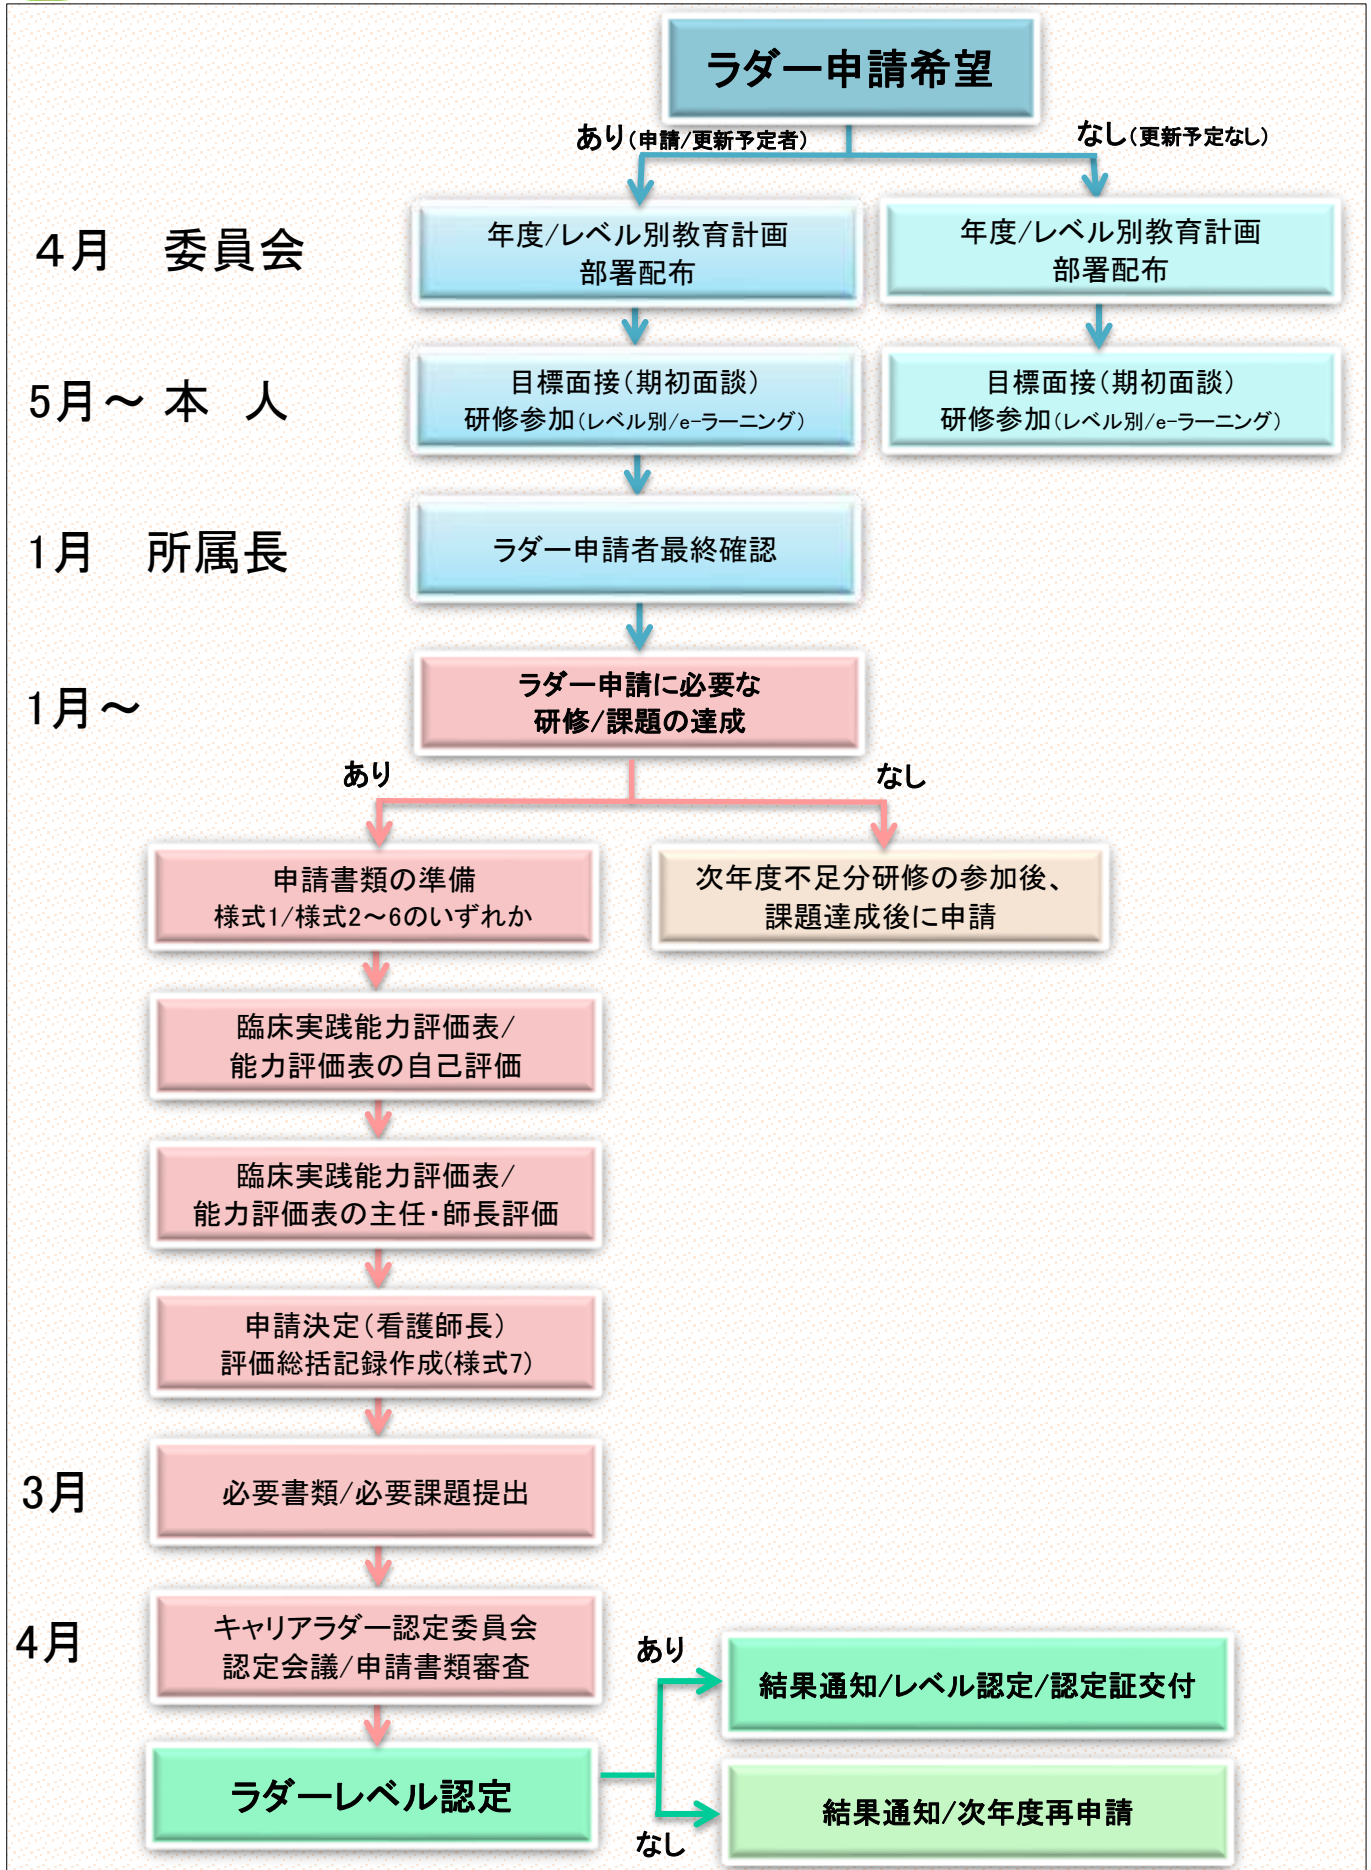 ラダー申請希望
あり(申請/更新予定者)
なし(更新予定なし)
4月 委員会
年度/レベル別教育計画
部署配布
年度/レベル別教育計画
部署配布
5月～ 本 人
目標面接(期初面談)
研修参加(レベル別/e-ラーニング)
目標面接(期初面談)
研修参加(レベル別/e-ラーニング)
1月 所属長
ラダー申請者最終確認
1月～
ラダー申請に必要な
研修/課題の達成
あり
なし
申請書類の準備
様式1/様式2～6のいずれか
次年度不足分研修の参加後、
課題達成後に申請
臨床実践能力評価表/
能力評価表の自己評価
臨床実践能力評価表/
能力評価表の主任・師長評価
申請決定(看護師長)
評価総括記録作成(様式7)
3月
必要書類/必要課題提出
4月
キャリアラダー認定委員会
認定会議/申請書類審査
あり
結果通知/レベル認定/認定証交付
ラダーレベル認定
なし
結果通知/次年度再申請